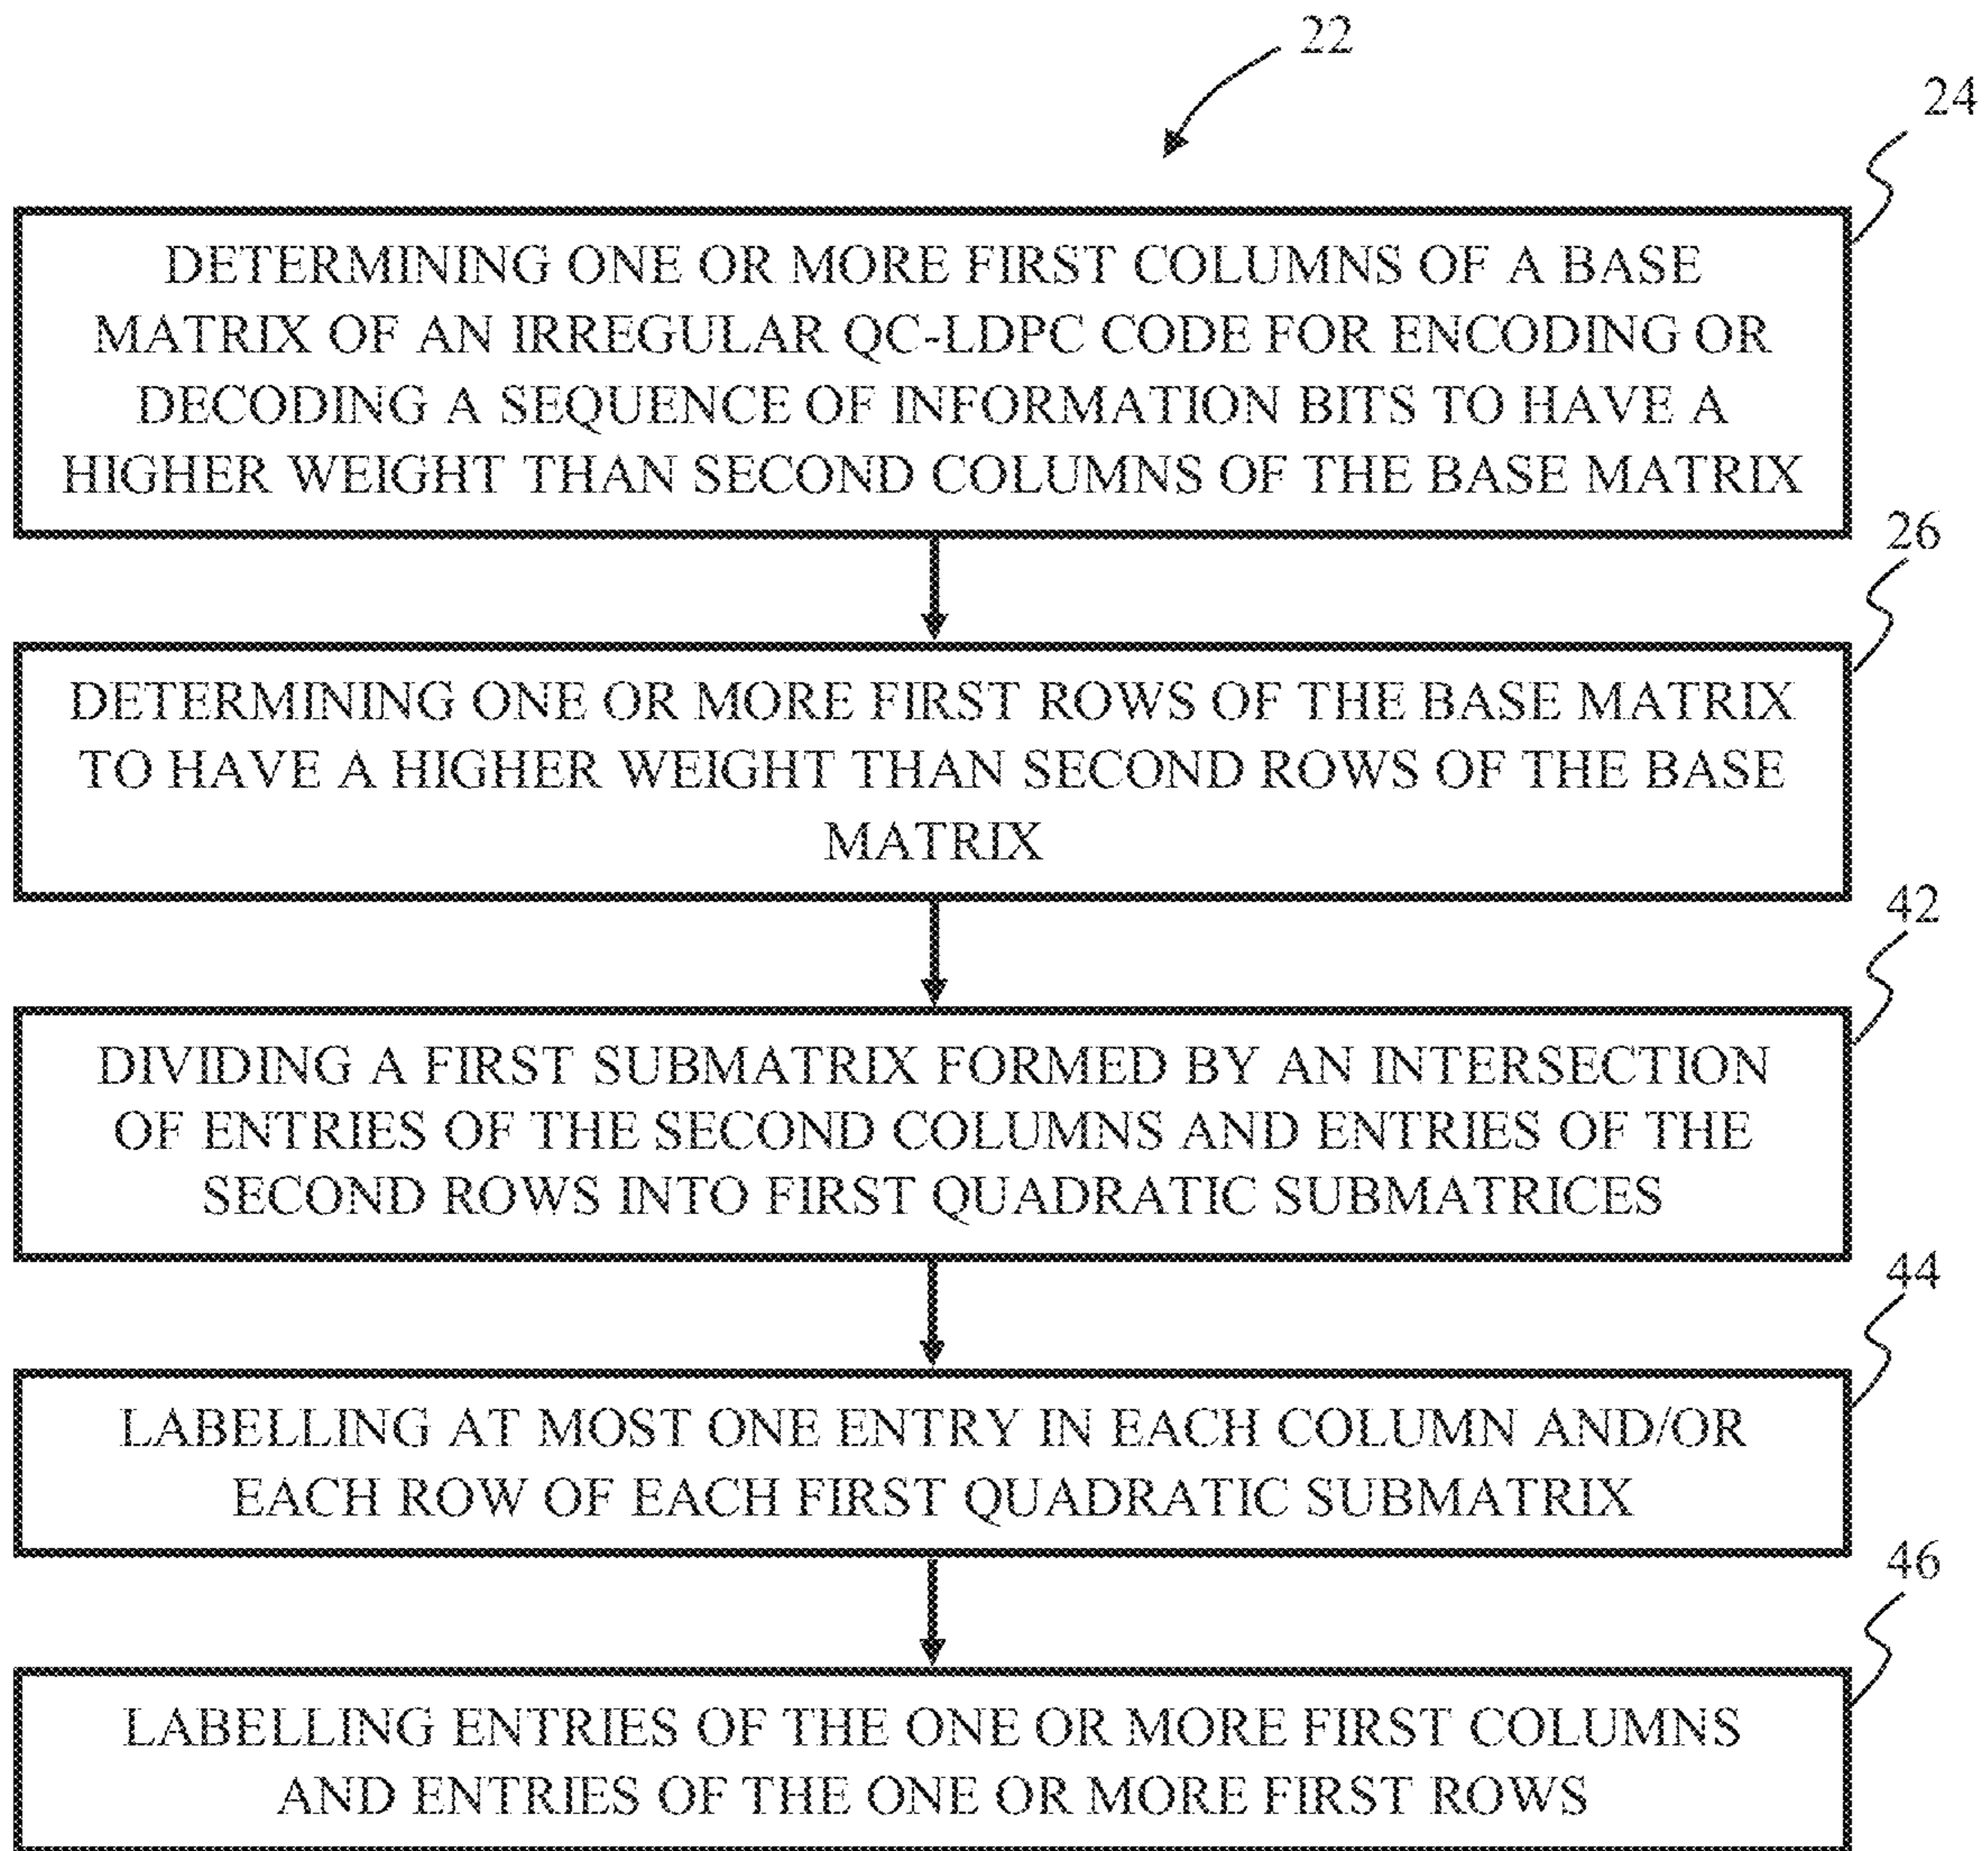 22
24
DETERMINING ONE OR MORE FIRST COLUMNS OF A BASE
MATRIX OF AN IRREGULAR QC-LDPC CODE FOR ENCODING OR
DECODING A SEQUENCE OF INFORMATION BITS TO HAVE A
HIGHER WEIGHT THAN SECOND COLUMNS OF THE BASE MATRIX
26
DETERMINING ONE OR MORE FIRST ROWS OF THE BASE MATRIX
TO HAVE A HIGHER WEIGHT THAN SECOND ROWS OF THE BASE
MATRIX
42
DIVIDING A FIRST SUBMATRIX FORMED BY AN INTERSECTION
OF ENTRIES OF THE SECOND COLUMNS AND ENTRIES OF THE
SECOND ROWS INTO FIRST QUADRATIC SUBMATRICES
44
LABELLING AT MOST ONE ENTRY IN EACH COLUMN AND/OR
EACH ROW OF EACH FIRST QUADRATIC SUBMATRIX
46
LABELLING ENTRIES OF THE ONE OR MORE FIRST COLUMNS
AND ENTRIES OF THE ONE OR MORE FIRST ROWS